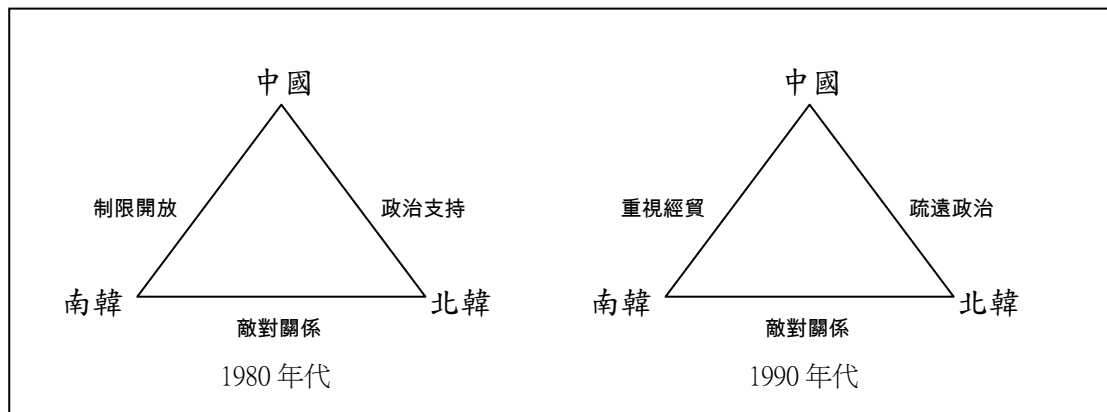 中國
制限開放
政治支持
南韓
北韓
敵對關係
1980 年代
中國
重視經貿
疏遠政治
南韓
北韓
敵對關係
1990 年代